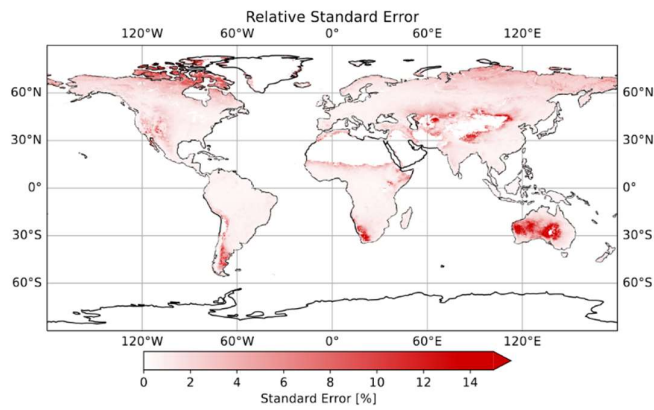 Relative Standard Error
120°W 60°W 0° 60°E 120°E
60°N 60°N
30°N 30°N
0° 0°
30°S 30°S
60°S 60°S
120°W 60°W 0° 60°E 120°E
0 2 4 6 8 10 12 14
Standard Error [%]